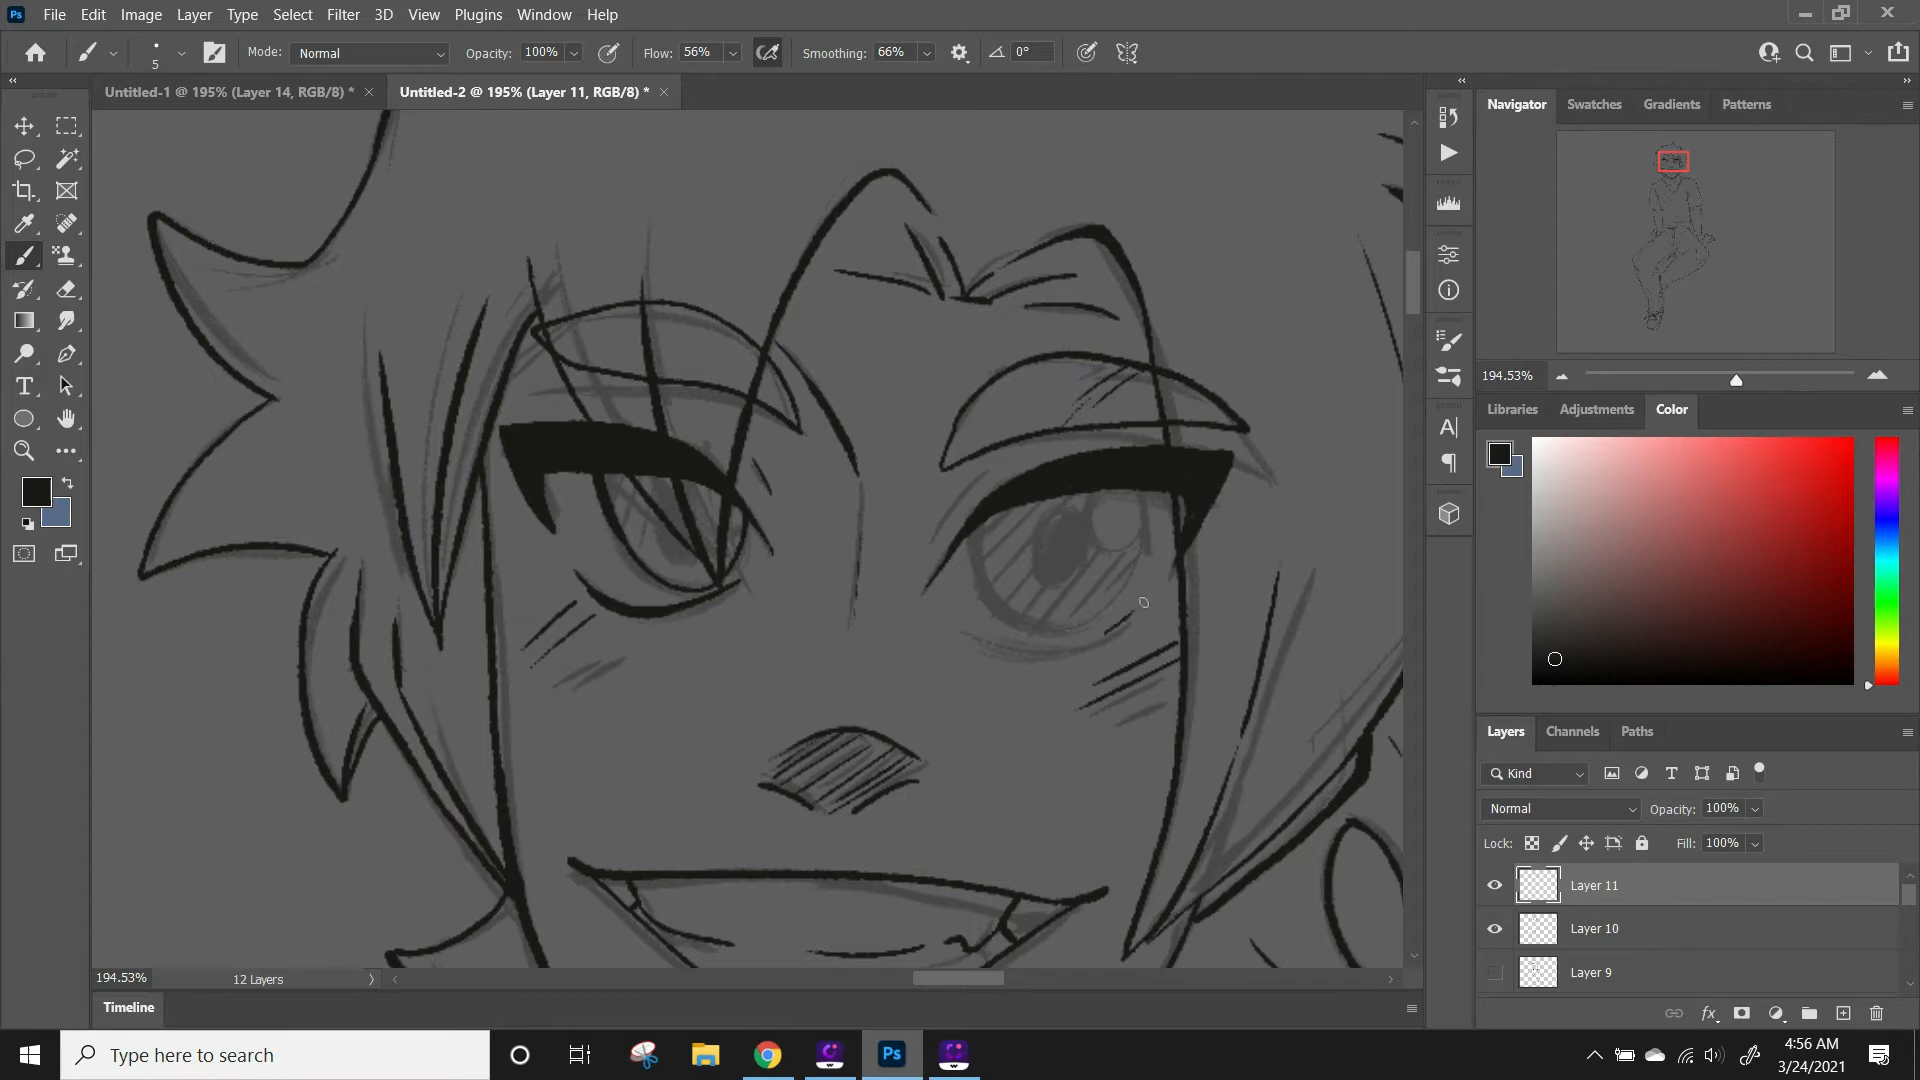 Ps File Edit Image Layer Type Select Filter 3D View Plugins Window Help
5 Mode: Normal Opacity: 100% Flow: 56% Smoothing: 66% 0°
Untitled-1 @ 195% (Layer 14, RGB/8) * Untitled-2 @ 195% (Layer 11, RGB/8) *
Navigator Swatches Gradients Patterns
194.53%
Libraries Adjustments Color
Layers Channels Paths
Kind
Normal Opacity: 100%
Lock: Fill: 100%
Layer 11
Layer 10
Layer 9
194.53% 12 Layers
Timeline
Type here to search
Ps
4:56 AM
3/24/2021